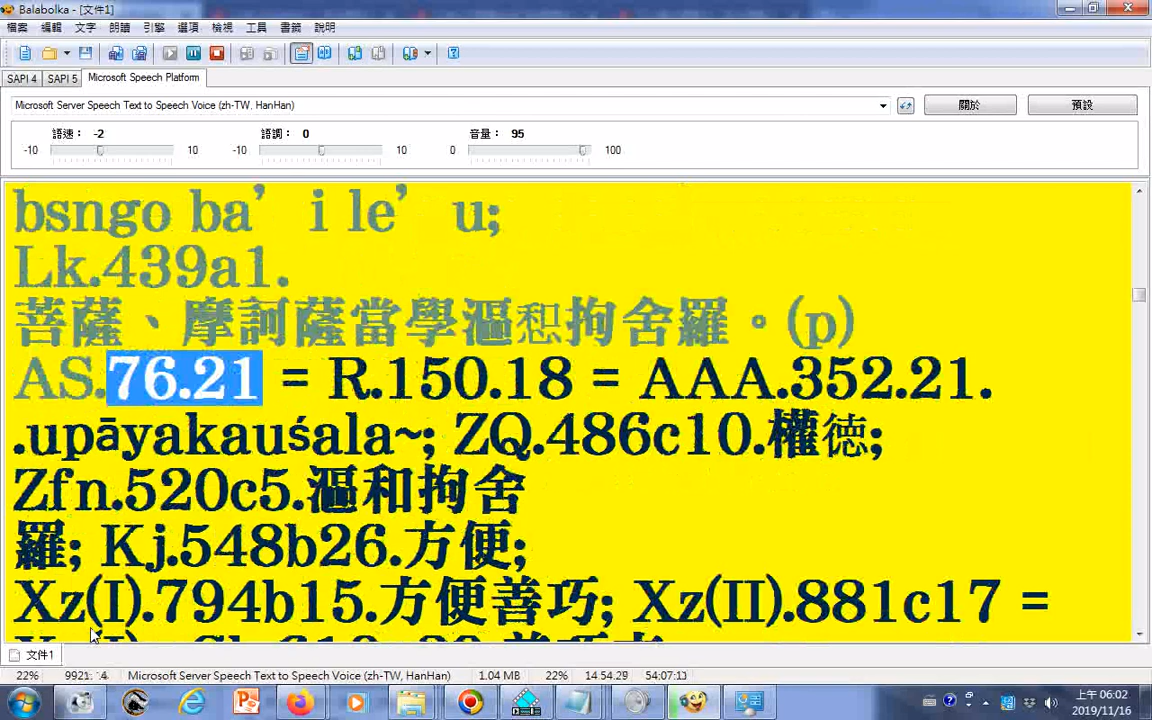 Balabolka - [文件1]
檔案 編輯 文字 朗讀 引擎 選項 檢視 工具 書籤 說明
SAPI 4 SAPI 5 Microsoft Speech Platform
Microsoft Server Speech Text to Speech Voice (zh-TW, HanHan) 關於 預設
語速： -2 語調： 0 音量： 95
-10 10 -10 10 0 100
bsngo ba’ i le’ u;
Lk.439a1.
菩薩、摩訶薩當學漚惒拘舍羅。(p)
AS.76.21 = R.150.18 = AAA.352.21.
.upāyakauśala~; ZQ.486c10.權德;
Zfn.520c5.漚和拘舍
羅; Kj.548b26.方便;
Xz(I).794b15.方便善巧; Xz(II).881c17 =
文件1
22% Microsoft Server Speech Text to Speech Voice (zh-TW, HanHan) 1.04 MB 22% 14.54.29 54:07:13
上午 06:02
2019/11/16